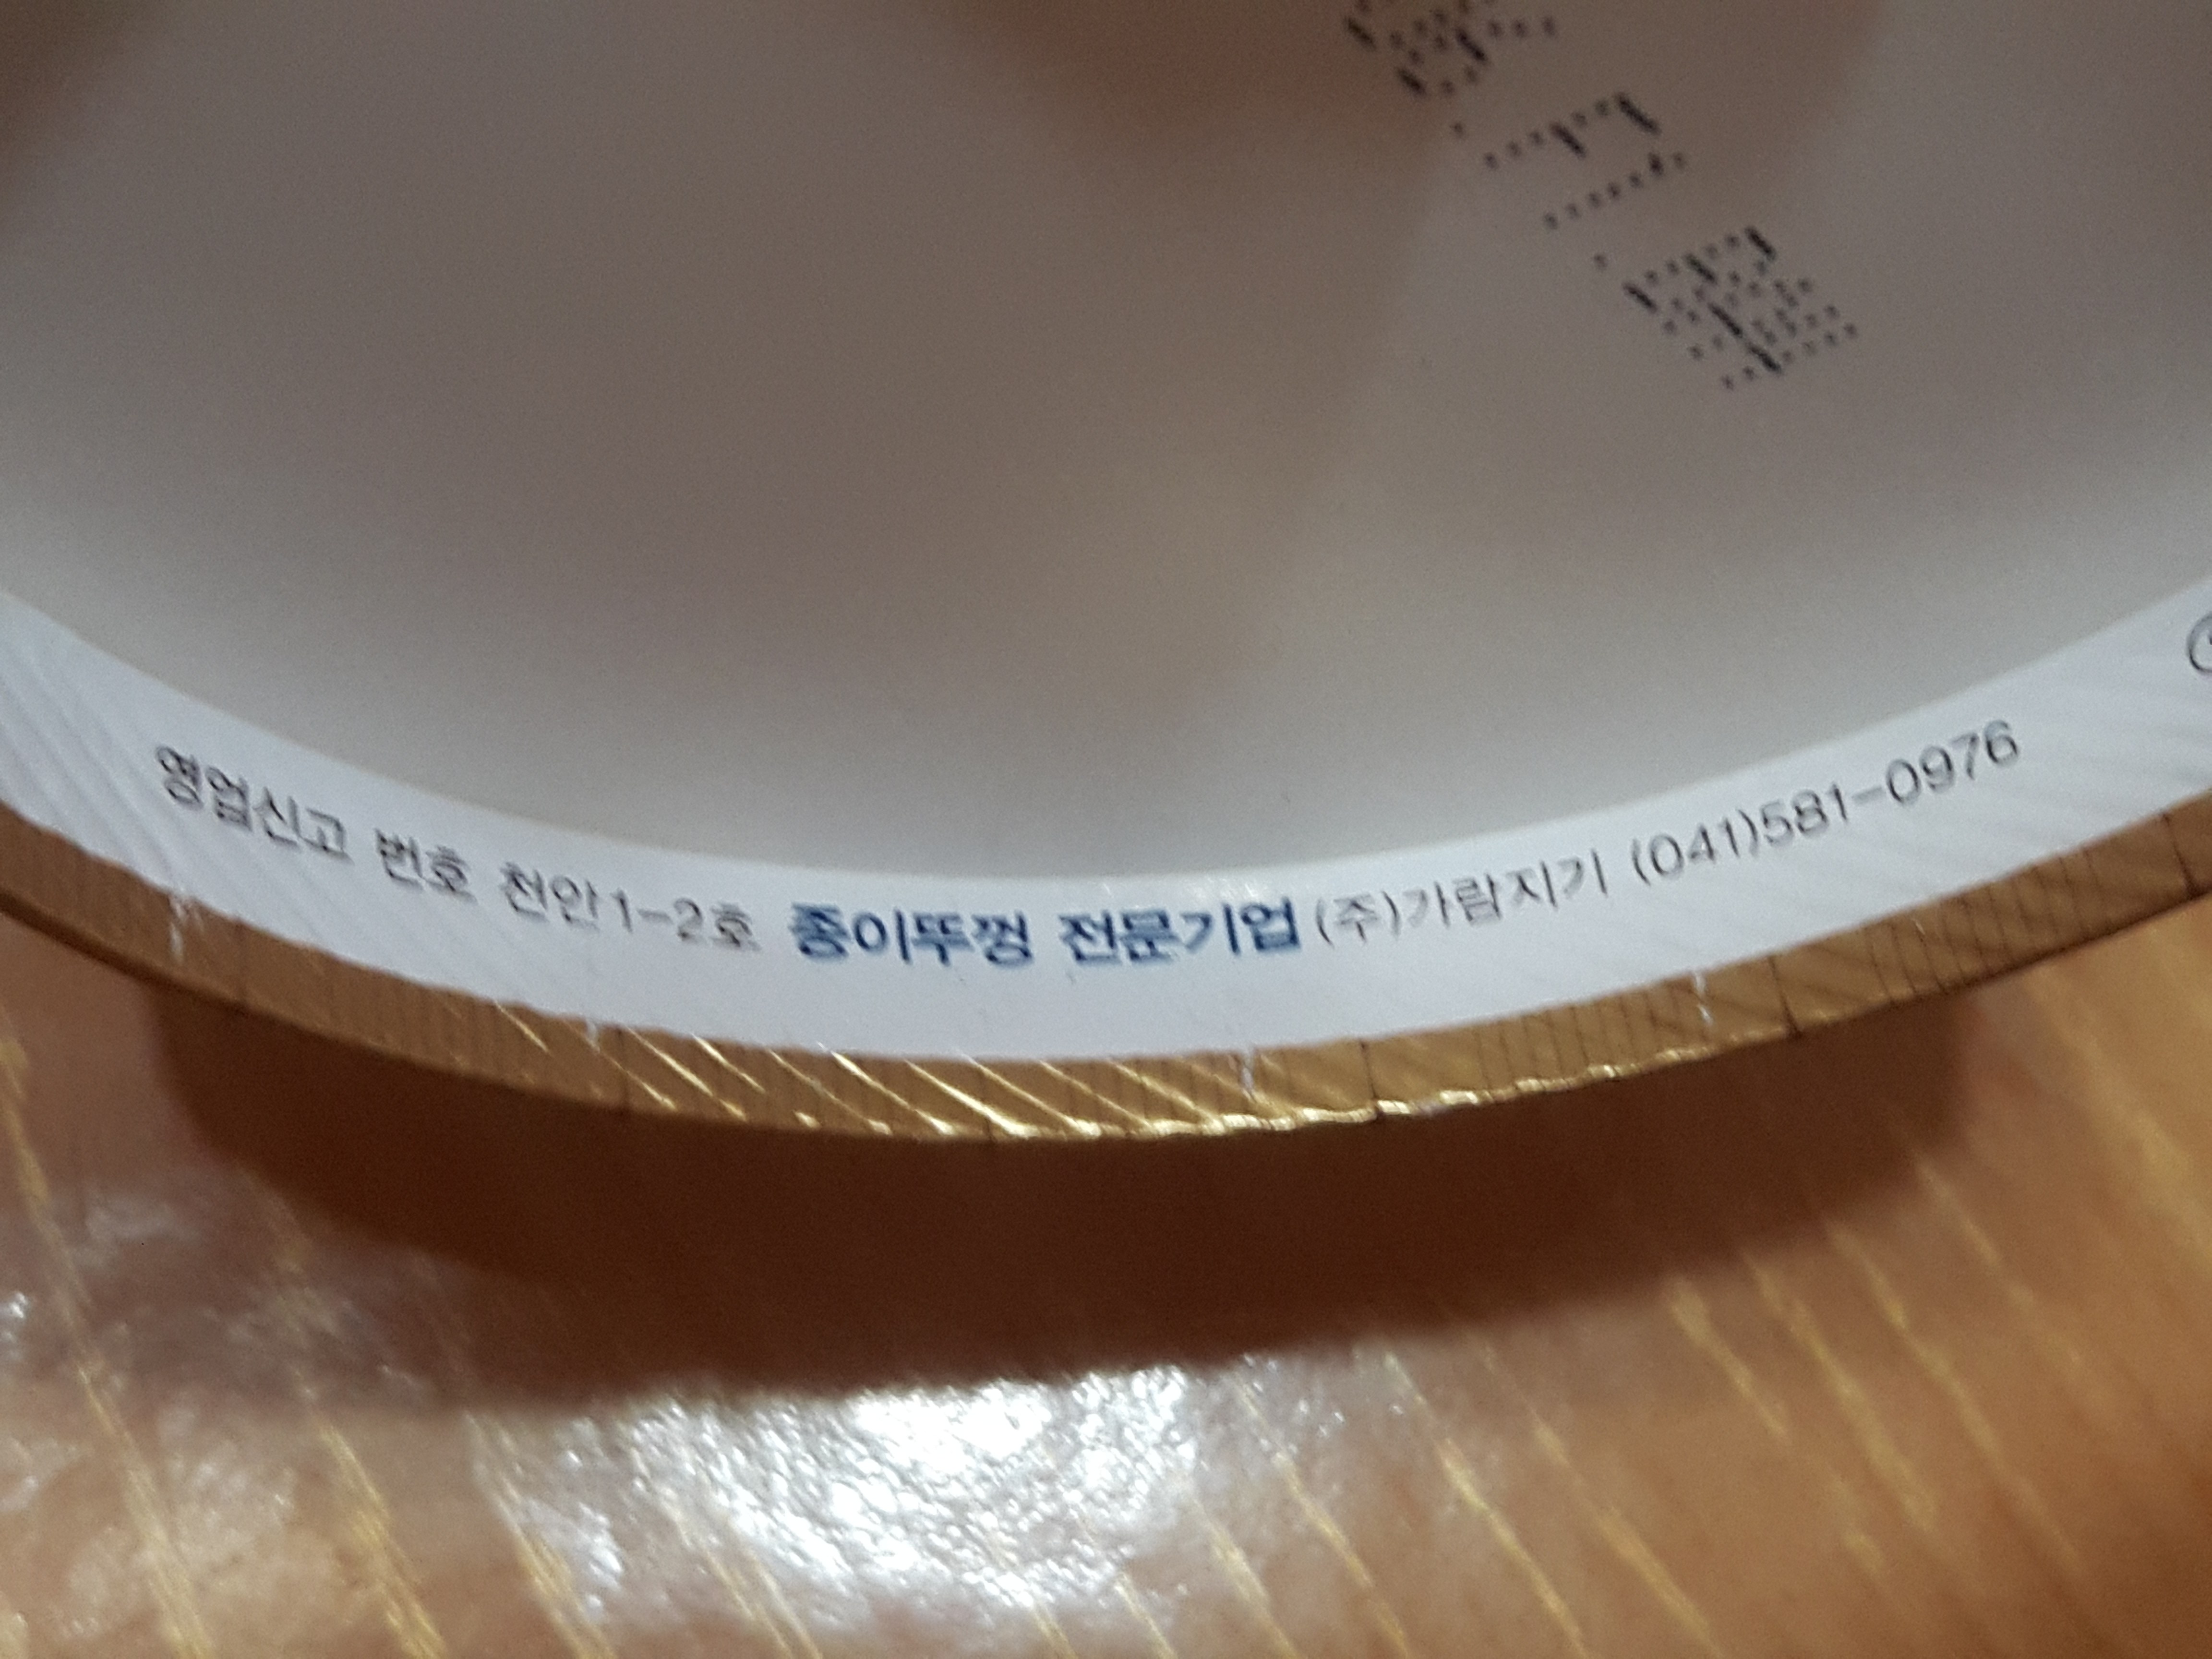 영업신고 번호 천안1-2호 종이뚜껑 전문기업 (주)가람지기 (041)581-0976